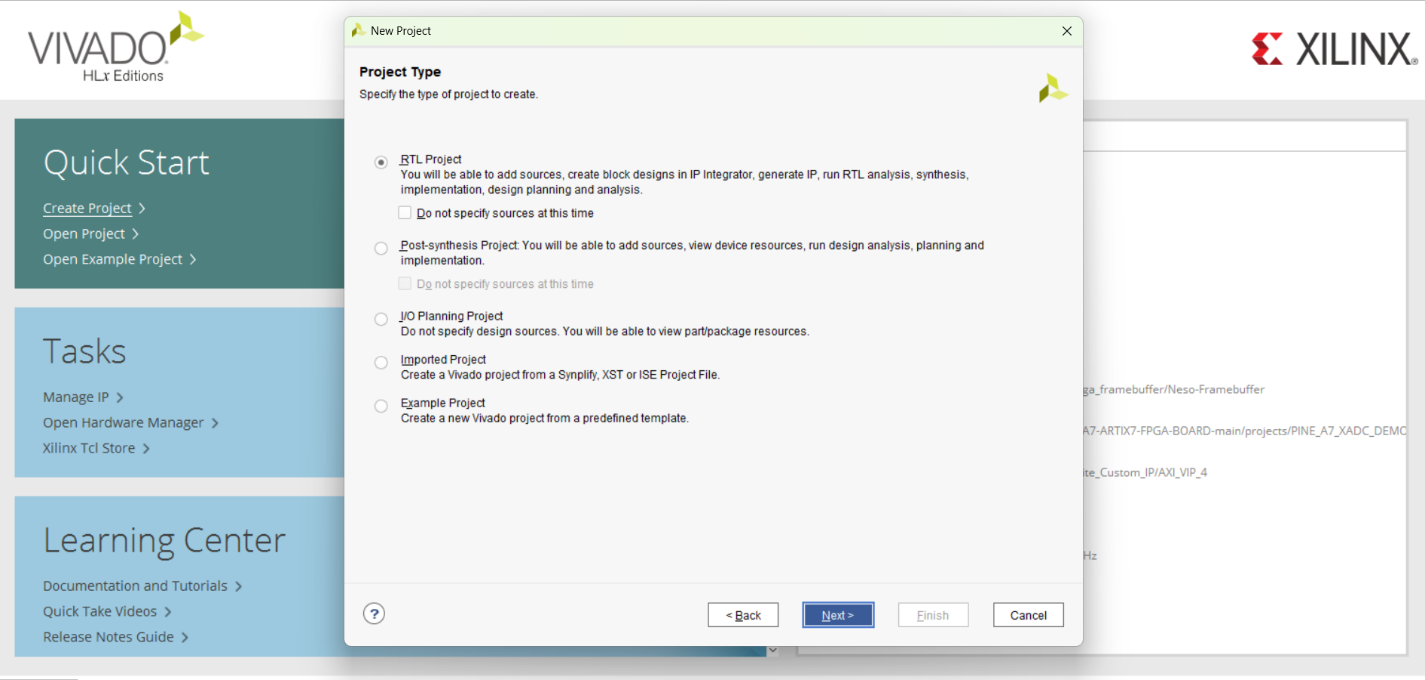 VIVADO
HLx Editions
XILINX
Quick Start
Create Project
Open Project
Open Example Project
Tasks
Manage IP
Open Hardware Manager
Xilinx Tcl Store
Learning Center
Documentation and Tutorials
Quick Take Videos
Release Notes Guide
New Project
Project Type
Specify the type of project to create.
RTL Project
You will be able to add sources, create block designs in IP Integrator, generate IP, run RTL analysis, synthesis,
implementation, design planning and analysis.
Do not specify sources at this time
Post-synthesis Project: You will be able to add sources, view device resources, run design analysis, planning and
implementation.
Do not specify sources at this time
I/O Planning Project
Do not specify design sources. You will be able to view part/package resources.
Imported Project
Create a Vivado project from a Synplify, XST or ISE Project File.
Example Project
Create a new Vivado project from a predefined template.
?
< Back
Next >
Finish
Cancel
ga_framebuffer/Neso-Framebuffer
A7-ARTIX7-FPGA-BOARD-main/projects/PINE_A7_XADC_DEMO
ite_Custom_IP/AXI_VIP_4
Hz